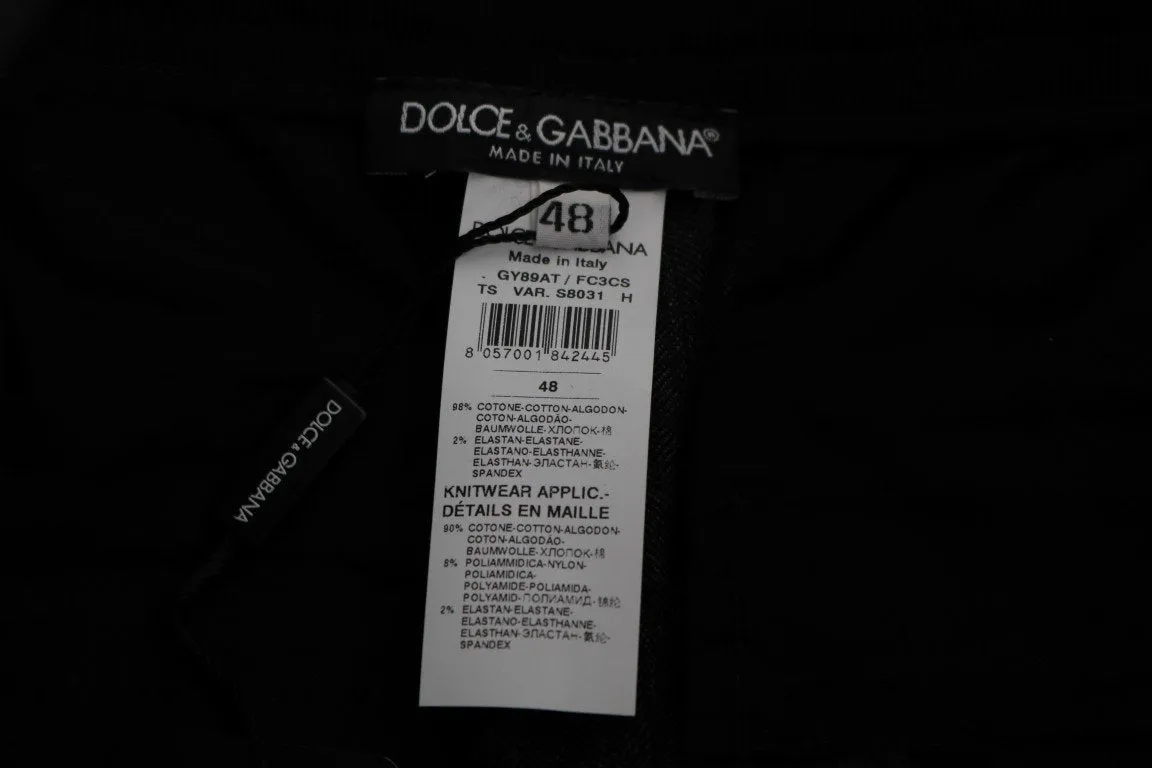 DOLCE & GABBANA®
MADE IN ITALY
48
Made in Italy
GY89AT / FC3CS
TS VAR. S8031 H
8 057001 842445
48
98% COTONE-COTTON-ALGODON-
COTON-ALGODÃO-
BAUMWOLLE-ХЛОПОК-棉
2% ELASTAN-ELASTANE-
ELASTANO-ELASTHANNE-
ELASTHAN-ЭЛАСТАН-氨纶-
SPANDEX
KNITWEAR APPLIC.-
DÉTAILS EN MAILLE
90% COTONE-COTTON-ALGODON-
COTON-ALGODÃO-
BAUMWOLLE-ХЛОПОК-棉
8% POLIAMMIDICA-NYLON-
POLIAMIDICA-
POLYAMIDE-POLIAMIDA-
POLYAMID-ПОЛИАМИД-锦纶
2% ELASTAN-ELASTANE-
ELASTANO-ELASTHANNE-
ELASTHAN-ЭЛАСТАН-氨纶-
SPANDEX
DOLCE & GABBANA